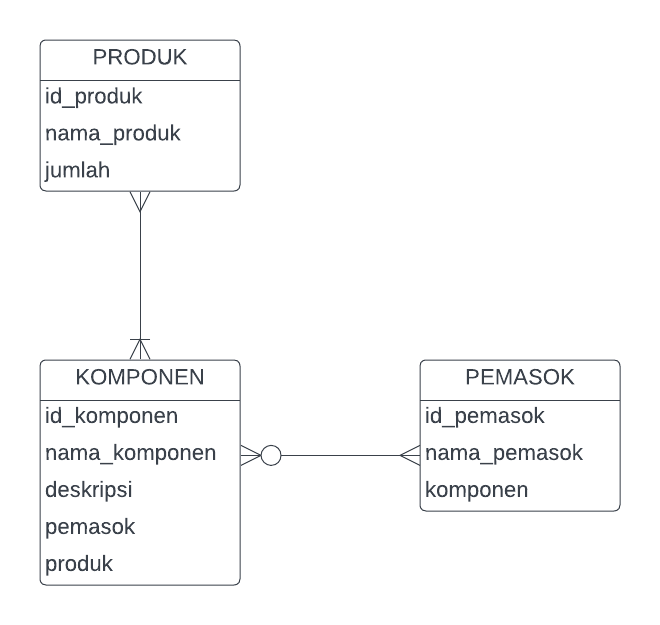 PRODUK
id_produk
nama_produk
jumlah
KOMPONEN
id_komponen
nama_komponen
deskripsi
pemasok
produk
PEMASOK
id_pemasok
nama_pemasok
komponen